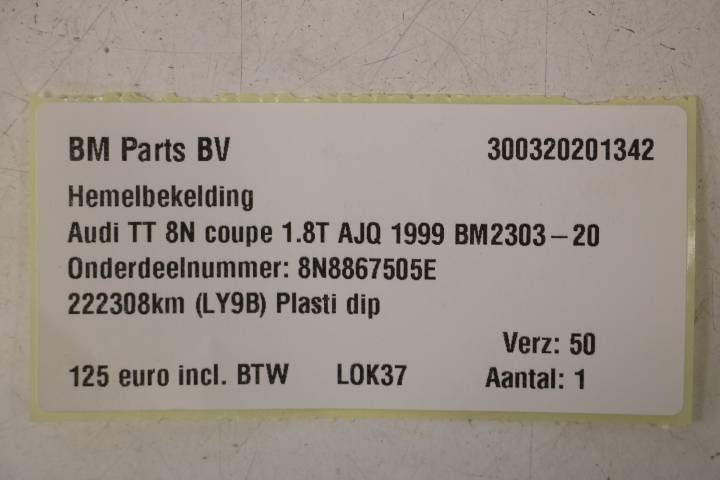 BM Parts BV 300320201342
Hemelbekelding
Audi TT 8N coupe 1.8T AJQ 1999 BM2303-20
Onderdeelnummer: 8N8867505E
222308km (LY9B) Plasti dip
Verz: 50
125 euro incl. BTW LOK37 Aantal: 1